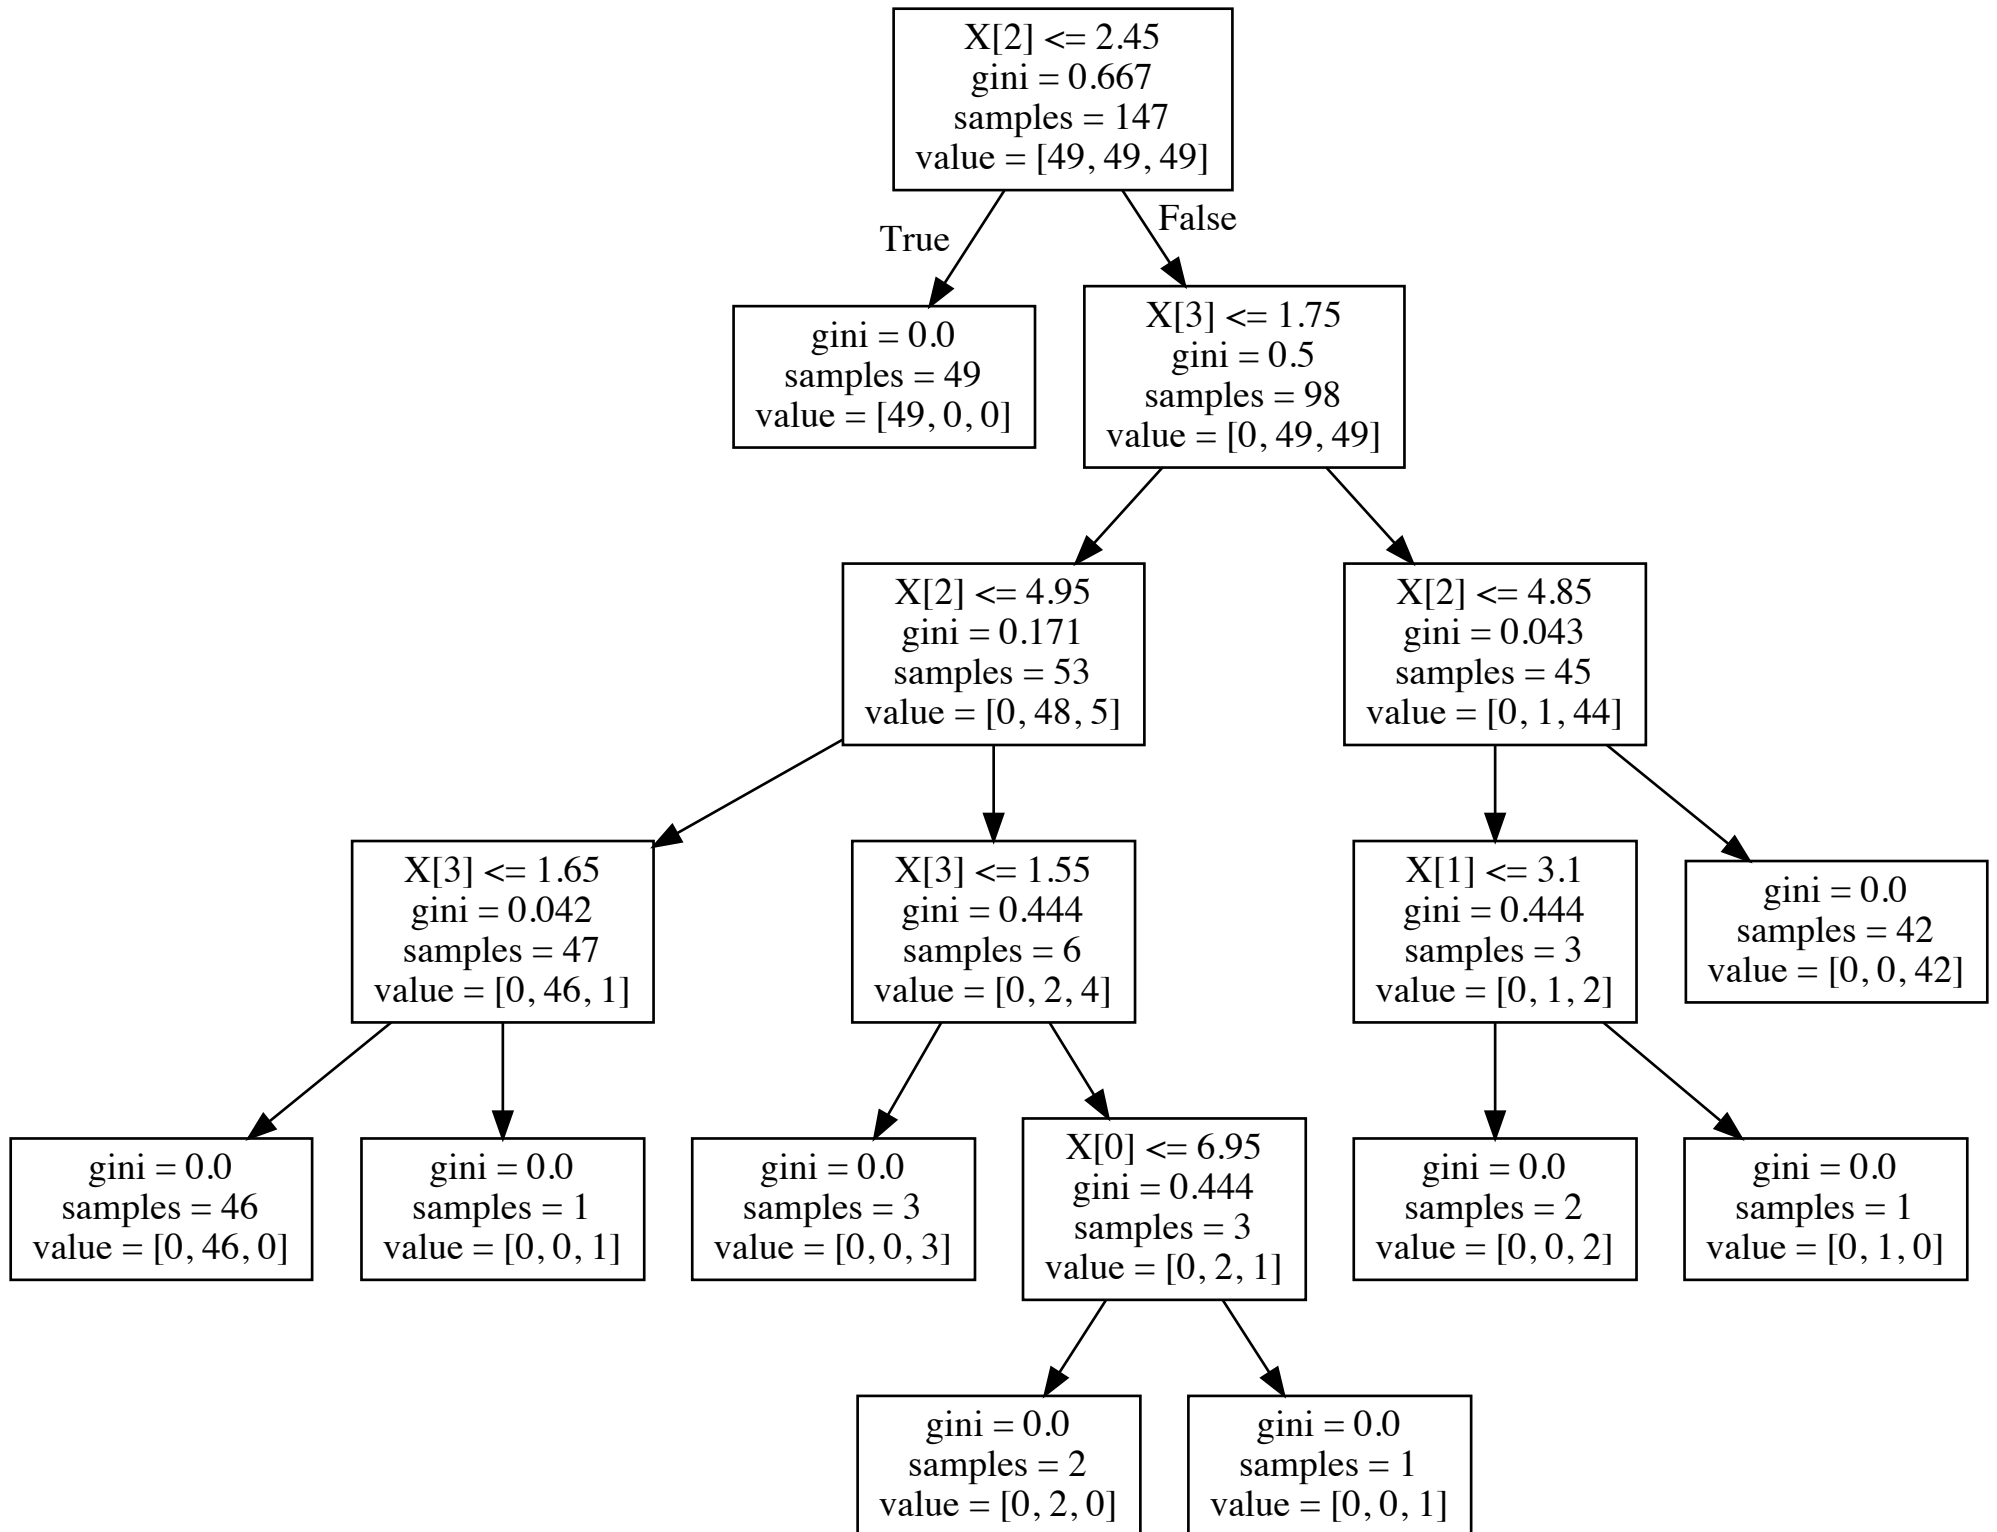 X[2] <= 2.45
gini = 0.667
samples = 147
value = [49, 49, 49]
True
False
gini = 0.0
samples = 49
value = [49, 0, 0]
X[3] <= 1.75
gini = 0.5
samples = 98
value = [0, 49, 49]
X[2] <= 4.95
gini = 0.171
samples = 53
value = [0, 48, 5]
X[2] <= 4.85
gini = 0.043
samples = 45
value = [0, 1, 44]
X[3] <= 1.65
gini = 0.042
samples = 47
value = [0, 46, 1]
X[3] <= 1.55
gini = 0.444
samples = 6
value = [0, 2, 4]
X[1] <= 3.1
gini = 0.444
samples = 3
value = [0, 1, 2]
gini = 0.0
samples = 42
value = [0, 0, 42]
gini = 0.0
samples = 46
value = [0, 46, 0]
gini = 0.0
samples = 1
value = [0, 0, 1]
gini = 0.0
samples = 3
value = [0, 0, 3]
X[0] <= 6.95
gini = 0.444
samples = 3
value = [0, 2, 1]
gini = 0.0
samples = 2
value = [0, 0, 2]
gini = 0.0
samples = 1
value = [0, 1, 0]
gini = 0.0
samples = 2
value = [0, 2, 0]
gini = 0.0
samples = 1
value = [0, 0, 1]